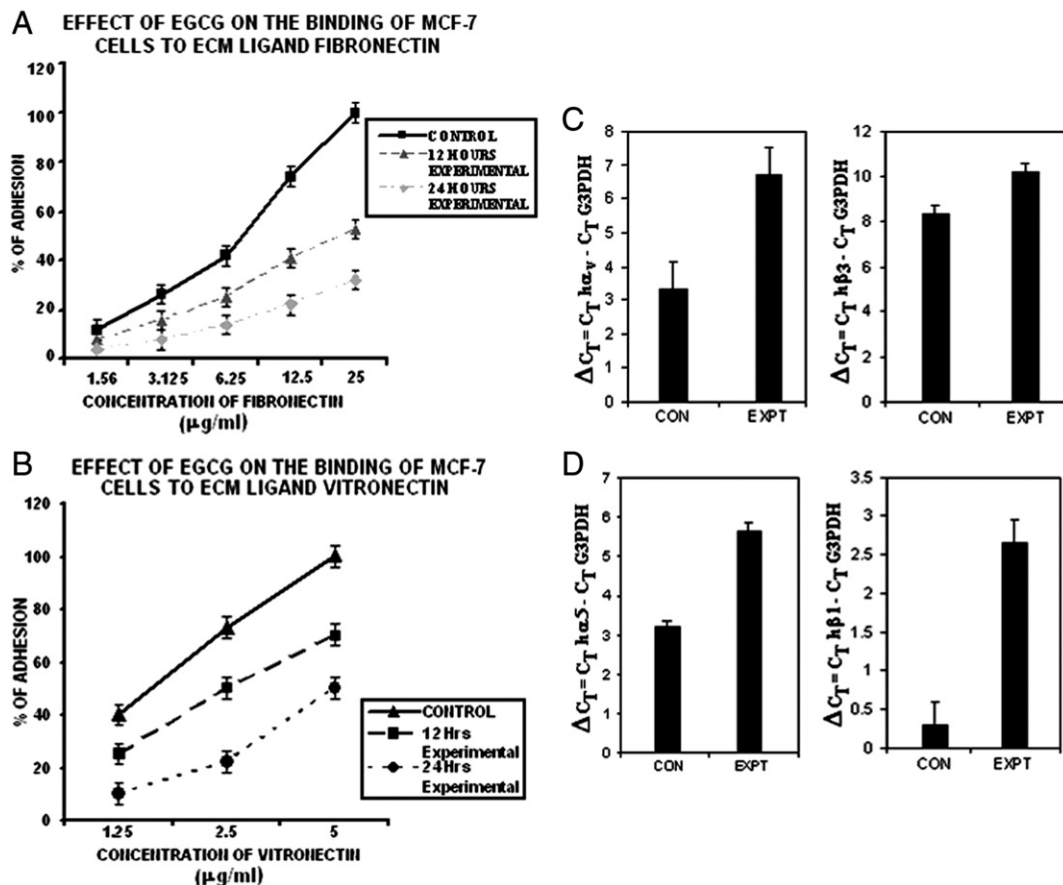 A
EFFECT OF EGCG ON THE BINDING OF MCF-7
CELLS TO ECM LIGAND FIBRONECTIN
120
100
80
60
40
20
0
% OF ADHESION
CONTROL
12 HOURS
EXPERIMENTAL
24 HOURS
EXPERIMENTAL
1.56
3.125
6.25
12.5
25
CONCENTRATION OF FIBRONECTIN
(µg/ml)
B
EFFECT OF EGCG ON THE BINDING OF MCF-7
CELLS TO ECM LIGAND VITRONECTIN
120
100
80
60
40
20
0
% OF ADHESION
CONTROL
12Hrs
Experimental
24Hrs
Experimental
1.25
2.5
5
CONCENTRATION OF VITRONECTIN
(µg/ml)
C
ΔCT= CT hαv - CT G3PDH
8
7
6
5
4
3
2
1
0
CON
EXPT
ΔCT= CT hβ3 - CT G3PDH
12
10
8
6
4
2
0
CON
EXPT
D
ΔCT= CT hα5 - CT G3PDH
7
6
5
4
3
2
1
0
CON
EXPT
ΔCT= CT hβ1 - CT G3PDH
3.5
3
2.5
2
1.5
1
0.5
0
CON
EXPT